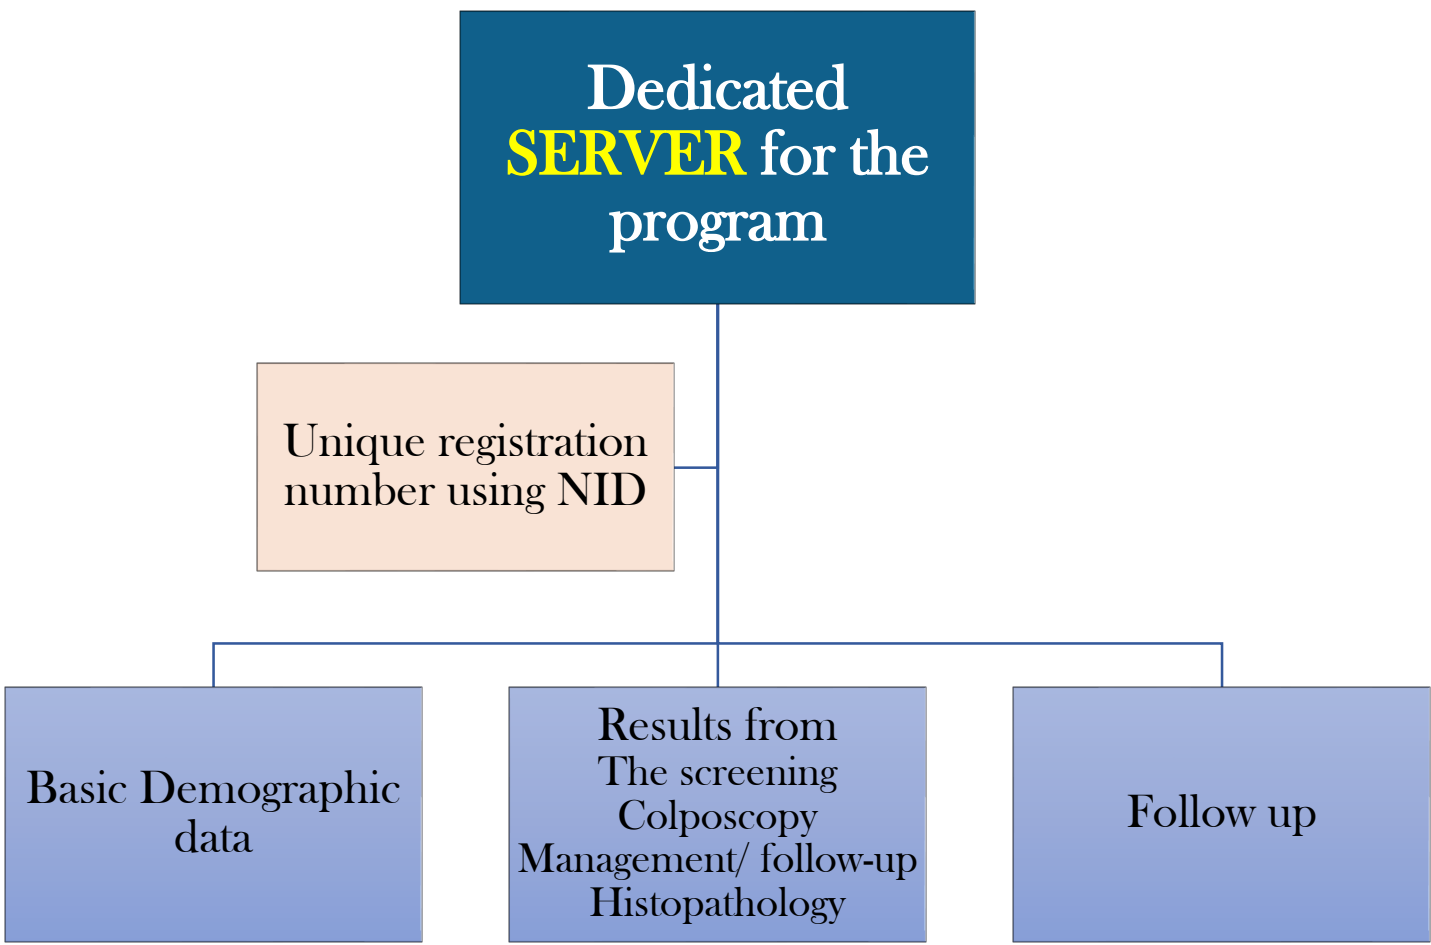 Dedicated
SERVER for the
program
Unique registration
number using NID
Basic Demographic
data
Results from
The screening
Colposcopy
Management/ follow-up
Histopathology
Follow up